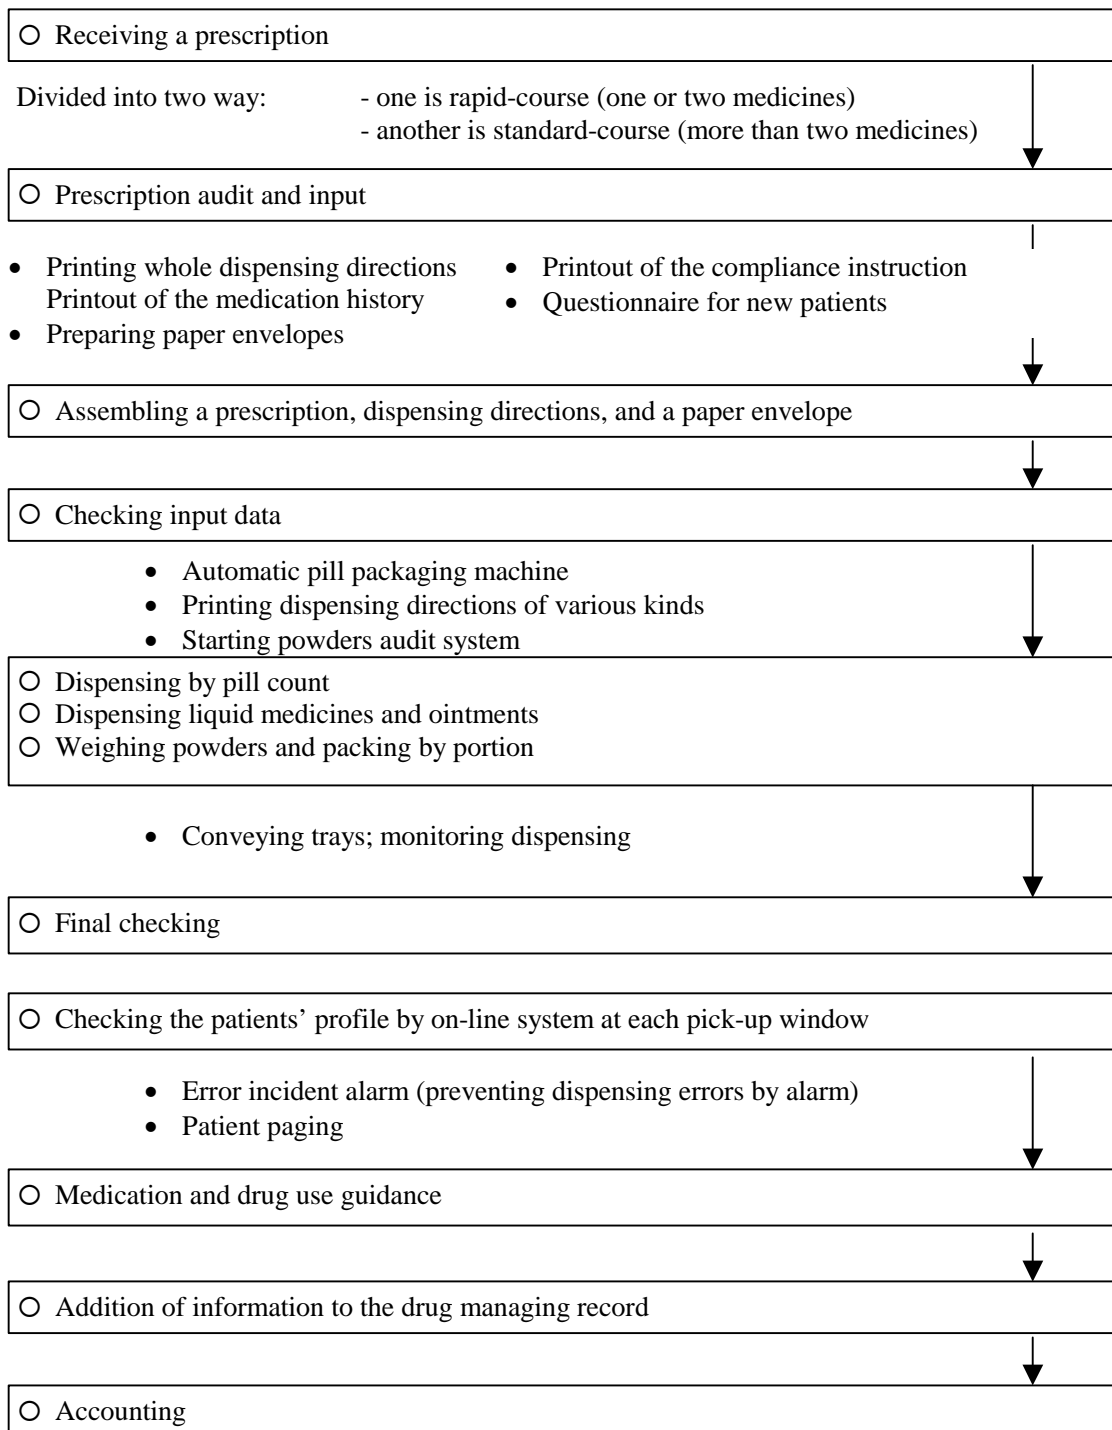 ○ Receiving a prescription
Divided into two way: - one is rapid-course (one or two medicines)
- another is standard-course (more than two medicines)
○ Prescription audit and input
• Printing whole dispensing directions
Printout of the medication history
• Preparing paper envelopes
• Printout of the compliance instruction
• Questionnaire for new patients
○ Assembling a prescription, dispensing directions, and a paper envelope
○ Checking input data
• Automatic pill packaging machine
• Printing dispensing directions of various kinds
• Starting powders audit system
○ Dispensing by pill count
○ Dispensing liquid medicines and ointments
○ Weighing powders and packing by portion
• Conveying trays; monitoring dispensing
○ Final checking
○ Checking the patients’ profile by on-line system at each pick-up window
• Error incident alarm (preventing dispensing errors by alarm)
• Patient paging
○ Medication and drug use guidance
○ Addition of information to the drug managing record
○ Accounting